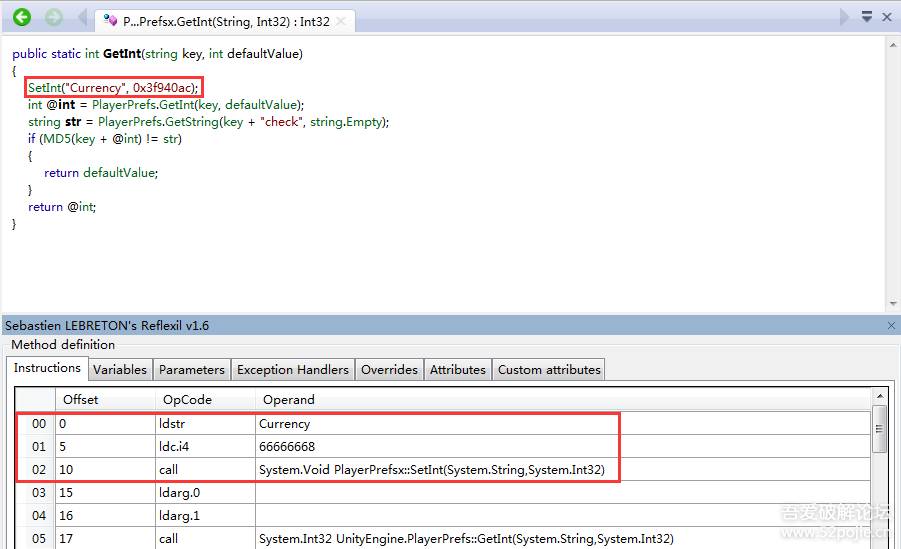 P...Prefsx.GetInt(String, Int32) : Int32
public static int GetInt(string key, int defaultValue)
{
SetInt("Currency", 0x3f940ac);
int @int = PlayerPrefs.GetInt(key, defaultValue);
string str = PlayerPrefs.GetString(key + "check", string.Empty);
if (MD5(key + @int) != str)
{
return defaultValue;
}
return @int;
}
Sebastien LEBRETON's Reflexil v1.6
Method definition
Instructions Variables Parameters Exception Handlers Overrides Attributes Custom attributes
Offset OpCode Operand
00 0 ldstr Currency
01 5 ldc.i4 66666668
02 10 call System.Void PlayerPrefsx::SetInt(System.String,System.Int32)
03 15 ldarg.0
04 16 ldarg.1
05 17 call System.Int32 UnityEngine.PlayerPrefs::GetInt(System.String,System.Int32)
吾爱破解论坛
www.52pojie.cn